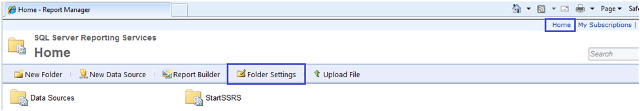 Home - Report Manager
Page Safe
Home My Subscriptions |
SQL Server Reporting Services
Home
Search
New Folder New Data Source Report Builder Folder Settings Upload File
Data Sources StartSSRS